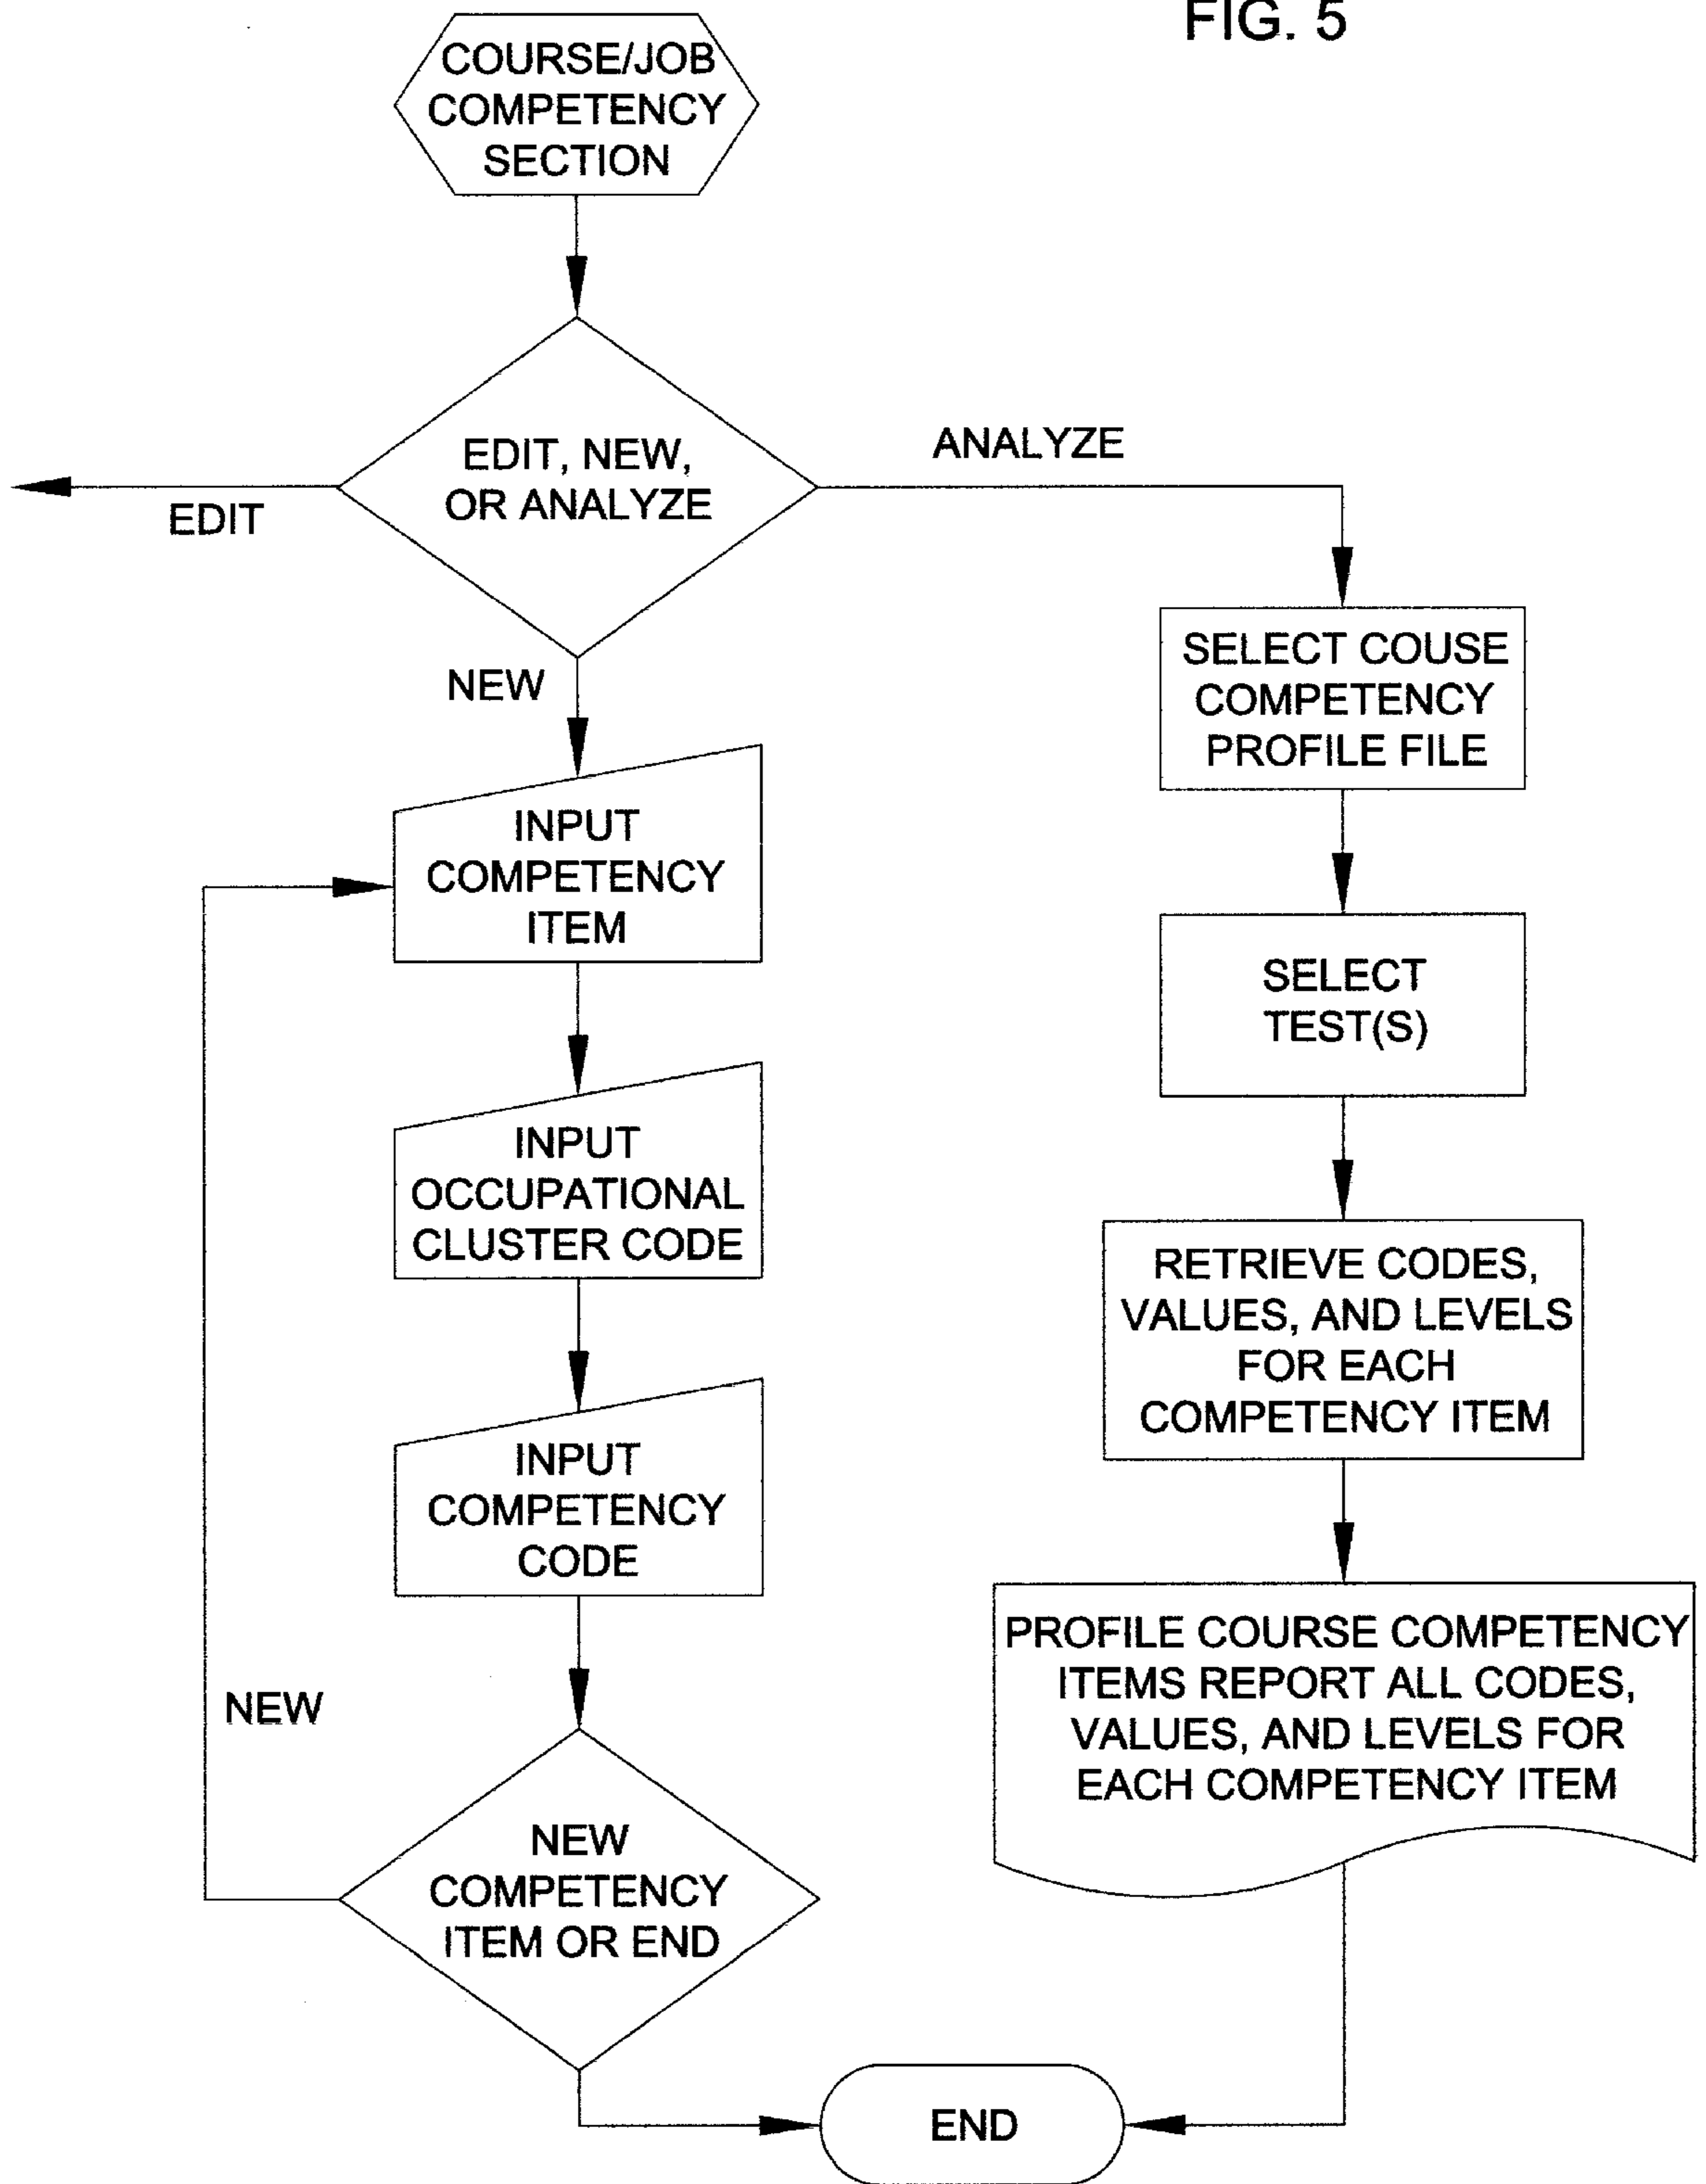 FIG. 5
COURSE/JOB
COMPETENCY
SECTION
EDIT, NEW,
OR ANALYZE
ANALYZE
EDIT
NEW
INPUT
COMPETENCY
ITEM
INPUT
OCCUPATIONAL
CLUSTER CODE
INPUT
COMPETENCY
CODE
NEW
NEW
COMPETENCY
ITEM OR END
SELECT COUSE
COMPETENCY
PROFILE FILE
SELECT
TEST(S)
RETRIEVE CODES,
VALUES, AND LEVELS
FOR EACH
COMPETENCY ITEM
PROFILE COURSE COMPETENCY
ITEMS REPORT ALL CODES,
VALUES, AND LEVELS FOR
EACH COMPETENCY ITEM
END